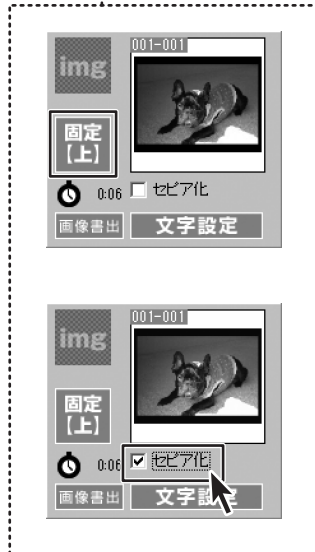 001-001
img
固定
【上】
0:06 セピア化
画像書出 文字設定
001-001
img
固定
【上】
0:06 セピア化
画像書出 文字設定